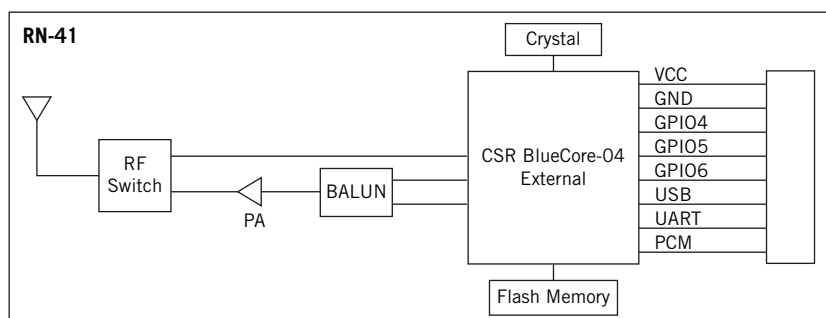 RN-41
Crystal
VCC
GND
GPIO4
GPIO5
GPIO6
USB
UART
PCM
CSR BlueCore-04
External
RF
Switch
PA
BALUN
Flash Memory